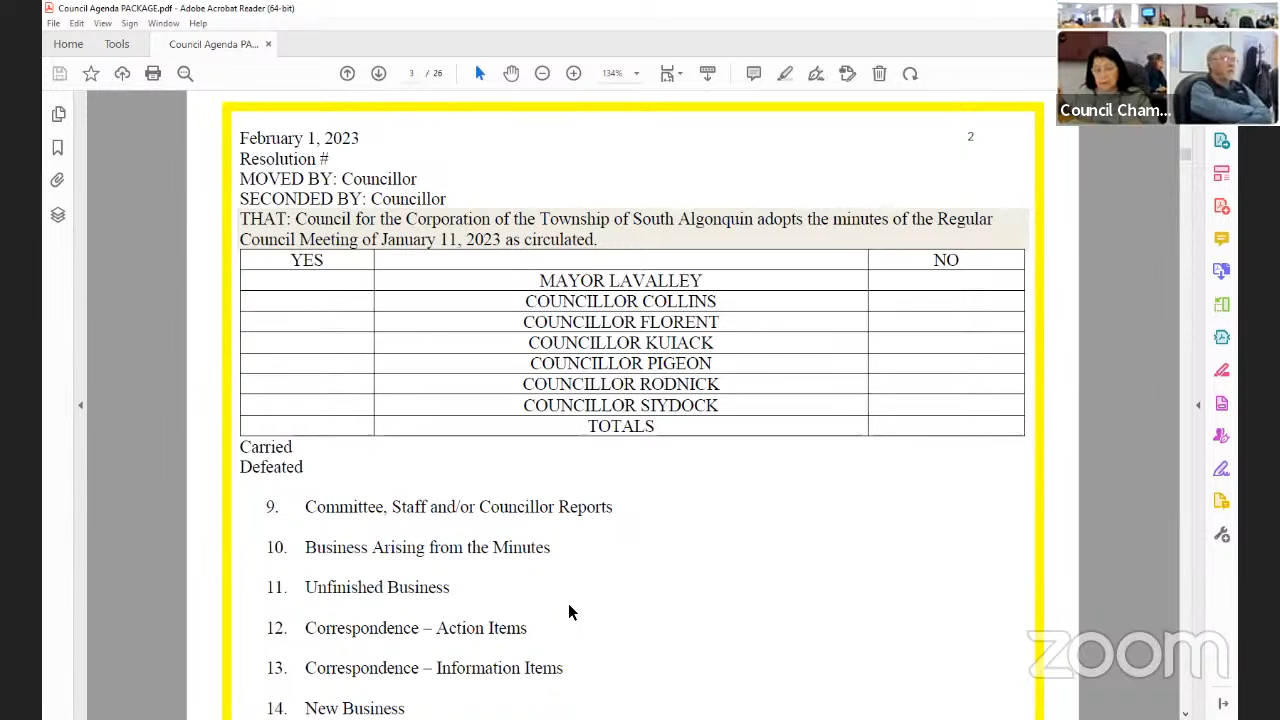 Council Agenda PACKAGE.pdf - Adobe Acrobat Reader (64-bit)
File Edit View Sign Window Help
Home Tools Council Agenda PA... ×
3 / 26 134%
Council Cham...
February 1, 2023 2
Resolution #
MOVED BY: Councillor
SECONDED BY: Councillor
THAT: Council for the Corporation of the Township of South Algonquin adopts the minutes of the Regular
Council Meeting of January 11, 2023 as circulated.
YES NO
MAYOR LAVALLEY
COUNCILLOR COLLINS
COUNCILLOR FLORENT
COUNCILLOR KUIACK
COUNCILLOR PIGEON
COUNCILLOR RODNICK
COUNCILLOR SIYDOCK
TOTALS
Carried
Defeated
9. Committee, Staff and/or Councillor Reports
10. Business Arising from the Minutes
11. Unfinished Business
12. Correspondence – Action Items
13. Correspondence – Information Items
14. New Business
zoom